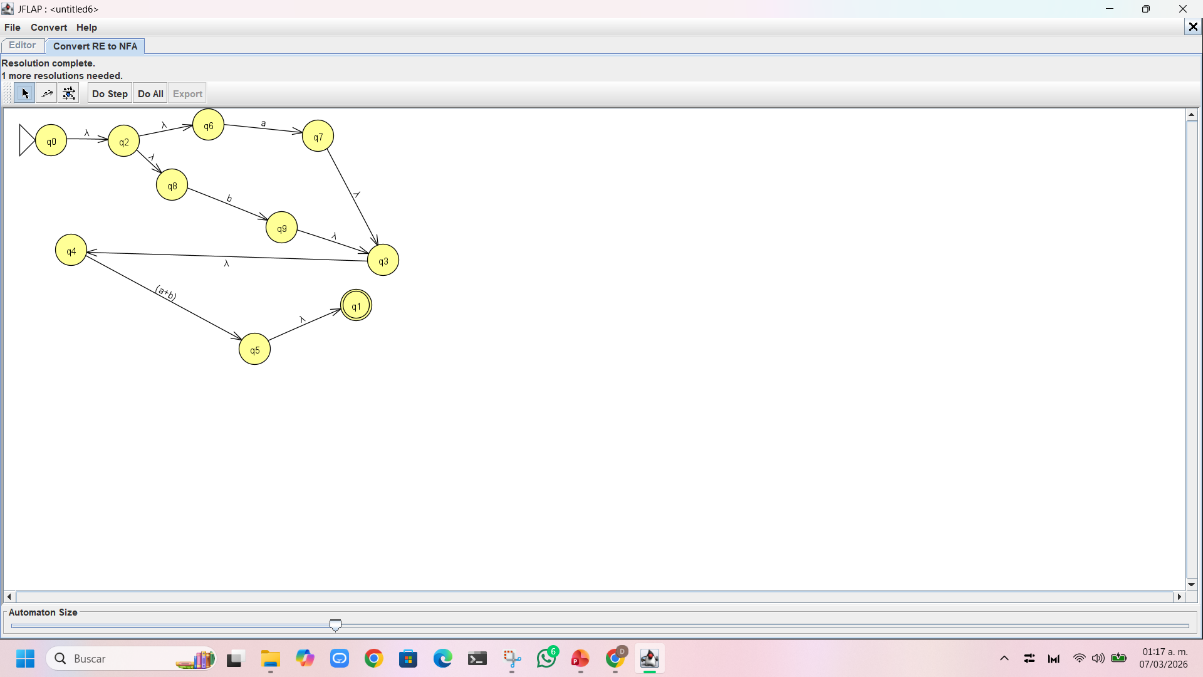 JFLAP : <untitled6>
File Convert Help
Editor Convert RE to NFA
Resolution complete.
1 more resolutions needed.
Do Step Do All Export
q0 λ q2 λ q6 a q7
λ q8 b q9 λ λ
q4 λ q3
(a+b) q5 λ q1
Automaton Size
Buscar
6
D
01:17 a. m.
07/03/2026